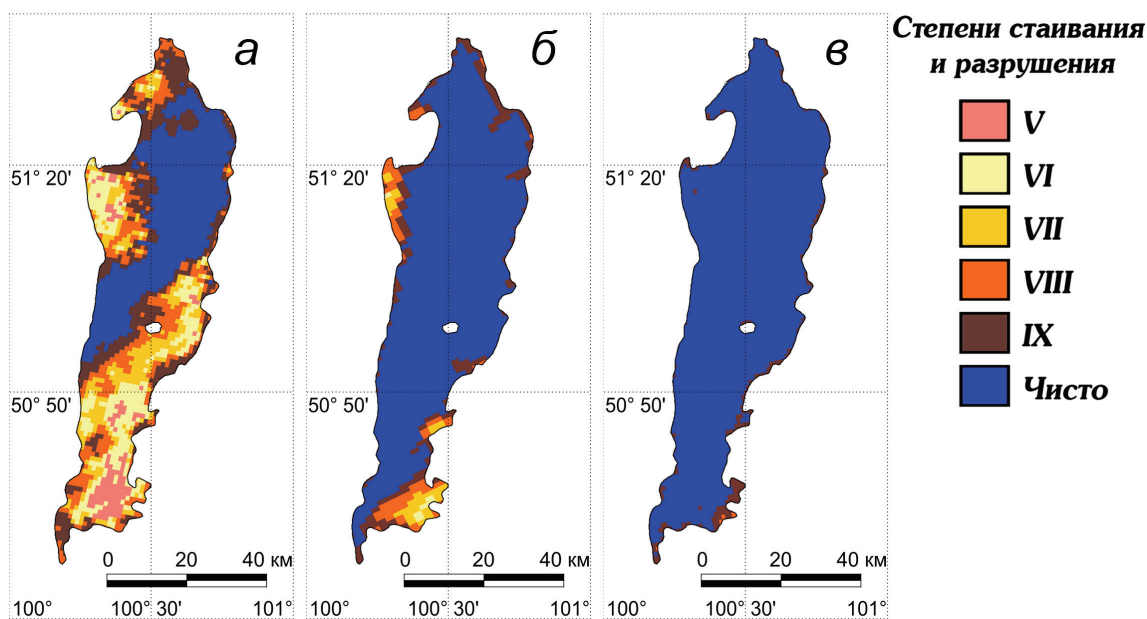 а
б
в
Степени стаивания
и разрушения
V
VI
VII
VIII
IX
Чисто
51° 20'
51° 20'
51° 20'
50° 50'
50° 50'
50° 50'
0 20 40 км
0 20 40 км
0 20 40 км
100° 100° 30' 101°
100° 100° 30' 101°
100° 100° 30' 101°